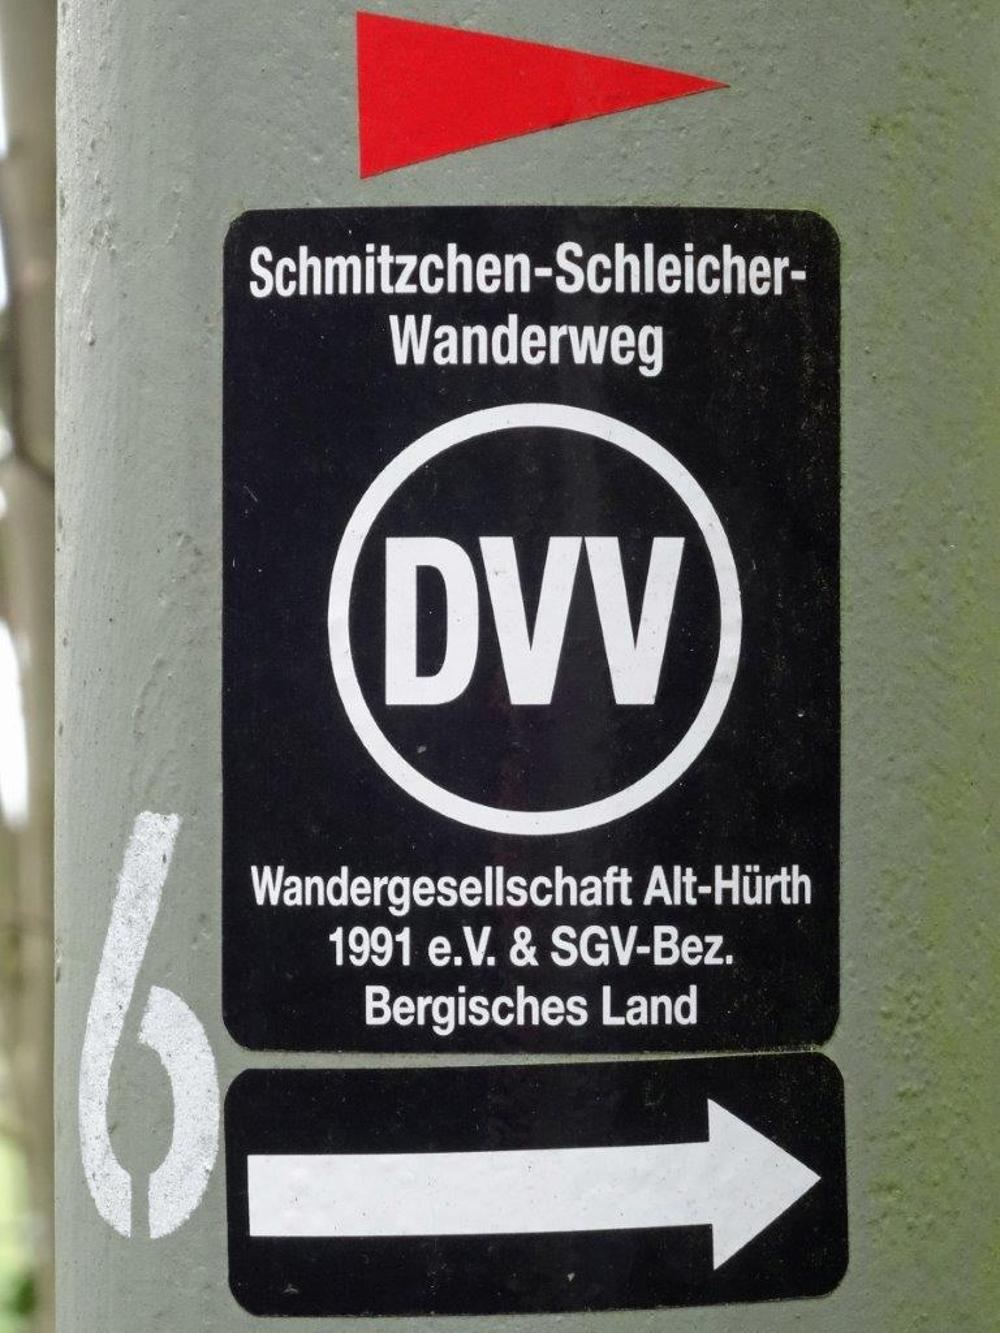 Schmitzchen-Schleicher-
Wanderweg
DVV
Wandergesellschaft Alt-Hürth
1991 e.V. & SGV-Bez.
Bergisches Land
6